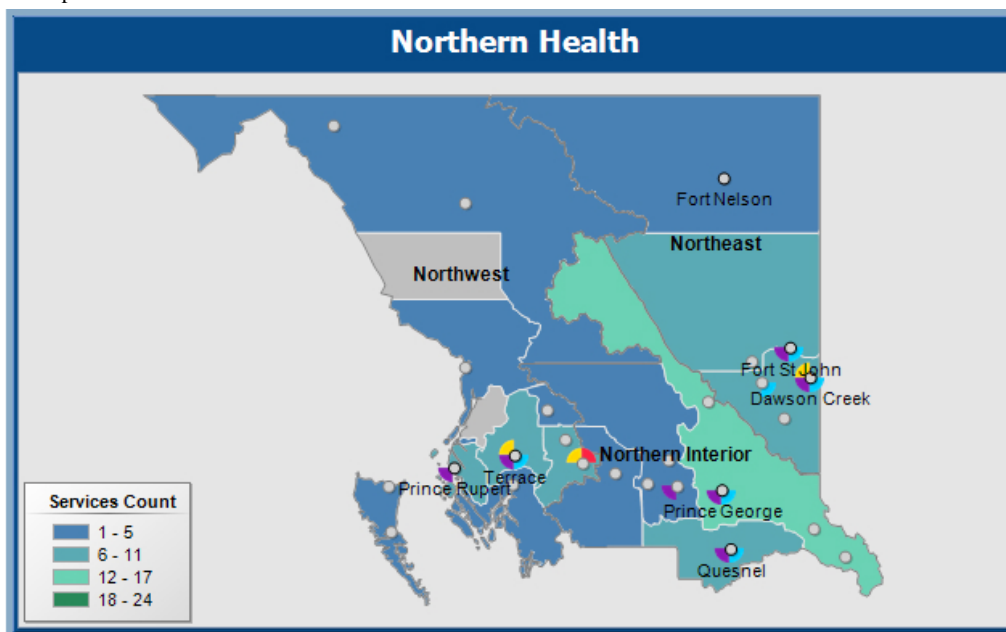 Northern Health
Fort Nelson
Northeast
Northwest
Fort St John
Dawson Creek
Northern Interior
Terrace
Prince Rupert
Prince George
Quesnel
Services Count
1 - 5
6 - 11
12 - 17
18 - 24